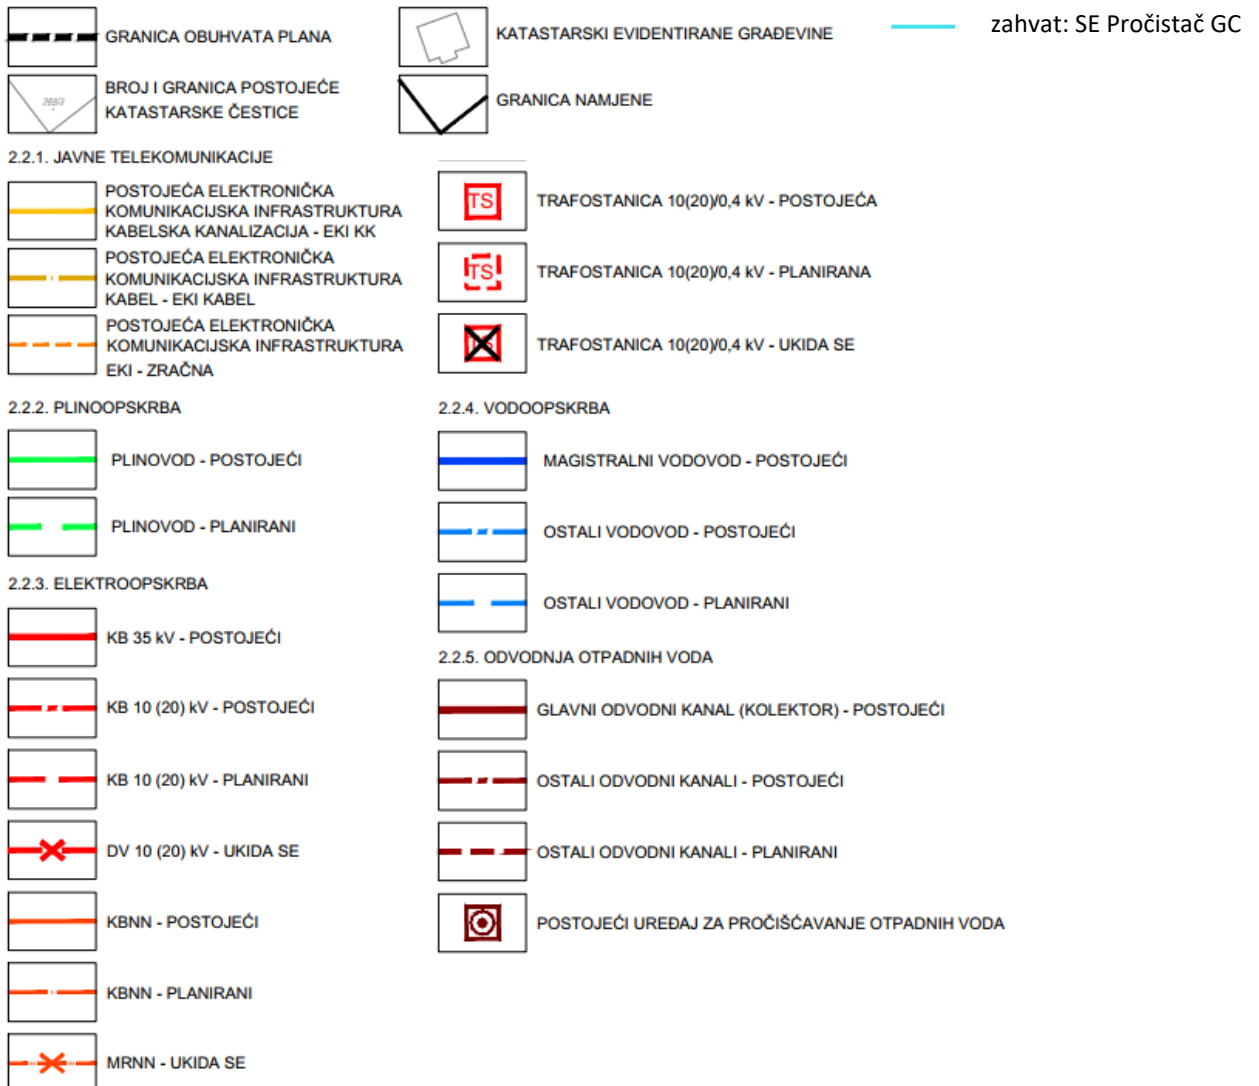 GRANICA OBUHVATA PLANA
KATASTARSKI EVIDENTIRANE GRAĐEVINE
zahvat: SE Pročistač GC
BROJ I GRANICA POSTOJEĆE
KATASTARSKE ČESTICE
GRANICA NAMJENE
2.2.1. JAVNE TELEKOMUNIKACIJE
POSTOJEĆA ELEKTRONIČKA
KOMUNIKACIJSKA INFRASTRUKTURA
KABELSKA KANALIZACIJA - EKI KK
POSTOJEĆA ELEKTRONIČKA
KOMUNIKACIJSKA INFRASTRUKTURA
KABEL - EKI KABEL
POSTOJEĆA ELEKTRONIČKA
KOMUNIKACIJSKA INFRASTRUKTURA
EKI - ZRAČNA
TS
TRAFOSTANICA 10(20)/0,4 kV - POSTOJEĆA
TS
TRAFOSTANICA 10(20)/0,4 kV - PLANIRANA
TRAFOSTANICA 10(20)/0,4 kV - UKIDA SE
2.2.2. PLINOOPSKRBA
PLINOVOD - POSTOJEĆI
PLINOVOD - PLANIRANI
2.2.3. ELEKTROOPSKRBA
KB 35 kV - POSTOJEĆI
KB 10 (20) kV - POSTOJEĆI
KB 10 (20) kV - PLANIRANI
DV 10 (20) kV - UKIDA SE
KBNN - POSTOJEĆI
KBNN - PLANIRANI
MRNN - UKIDA SE
2.2.4. VODOOPSKRBA
MAGISTRALNI VODOVOD - POSTOJEĆI
OSTALI VODOVOD - POSTOJEĆI
OSTALI VODOVOD - PLANIRANI
2.2.5. ODVODNJA OTPADNIH VODA
GLAVNI ODVODNI KANAL (KOLEKTOR) - POSTOJEĆI
OSTALI ODVODNI KANALI - POSTOJEĆI
OSTALI ODVODNI KANALI - PLANIRANI
POSTOJEĆI UREĐAJ ZA PROČIŠĆAVANJE OTPADNIH VODA